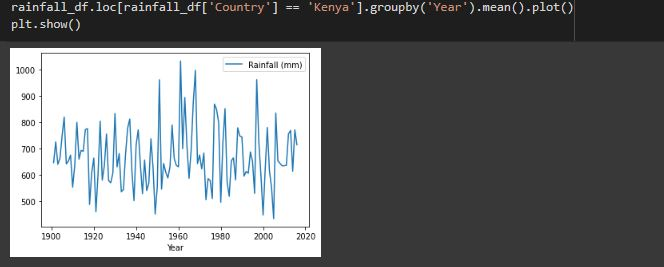 rainfall_df.loc[rainfall_df['Country'] == 'Kenya'].groupby('Year').mean().plot()
plt.show()
Rainfall (mm)
1000
900
800
700
600
500
1900 1920 1940 1960 1980 2000 2020
Year